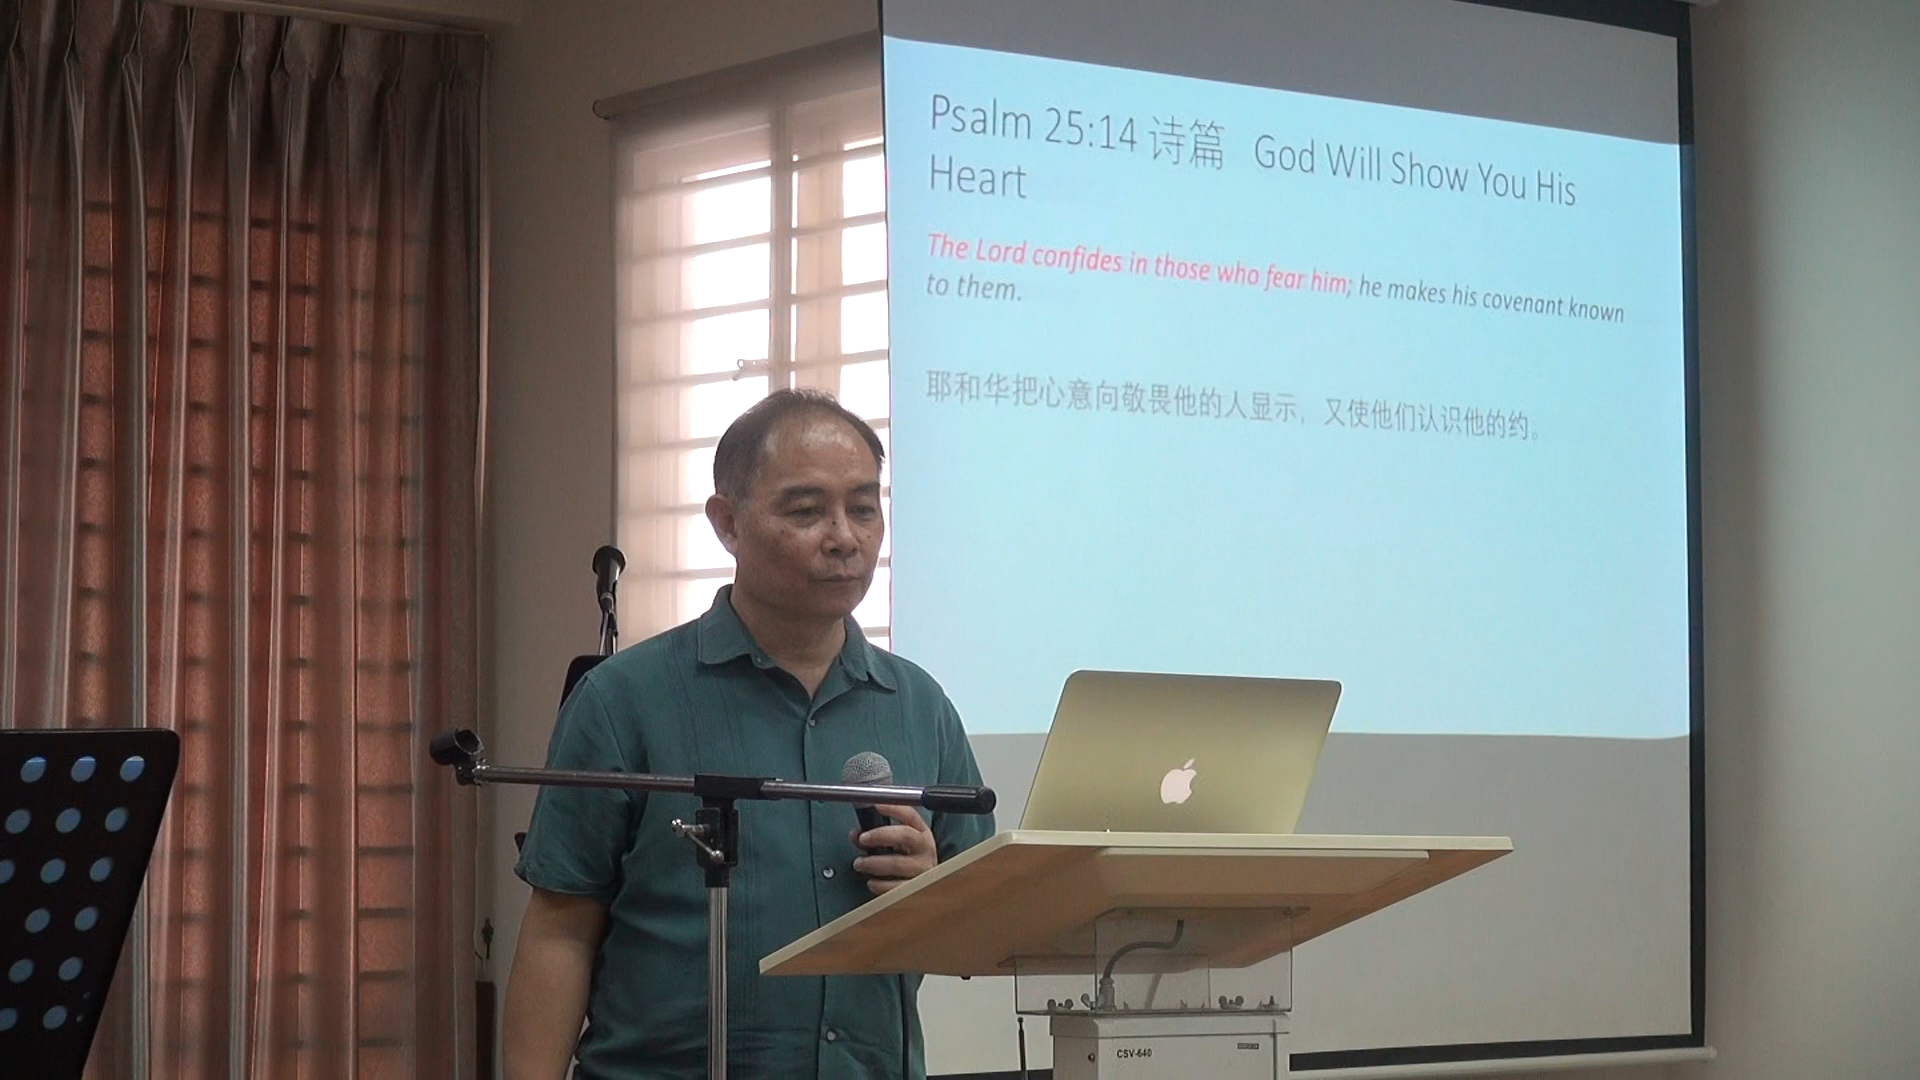 Psalm 25:14 诗篇 God Will Show You His
Heart
The Lord confides in those who fear him; he makes his covenant known
to them.
耶和华把心意向敬畏他的人显示，又使他们认识他的约。
CSV-640